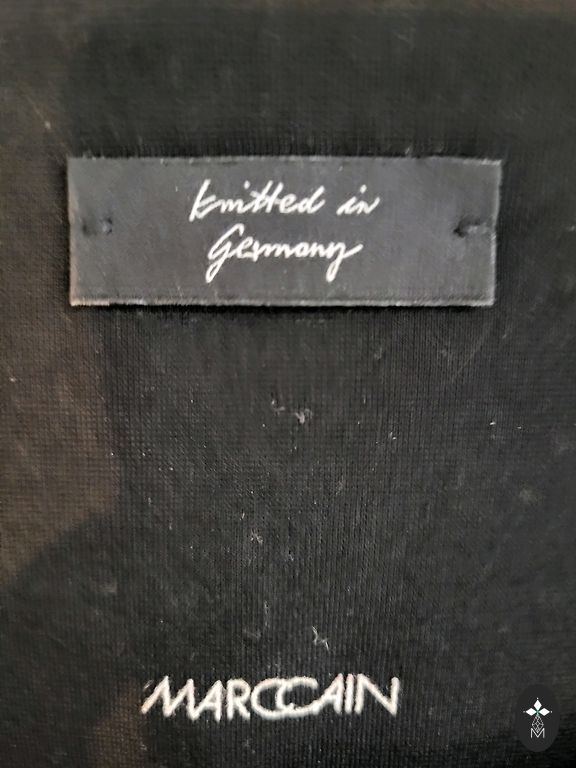 knitted in
Germany
MARCCAIN
M